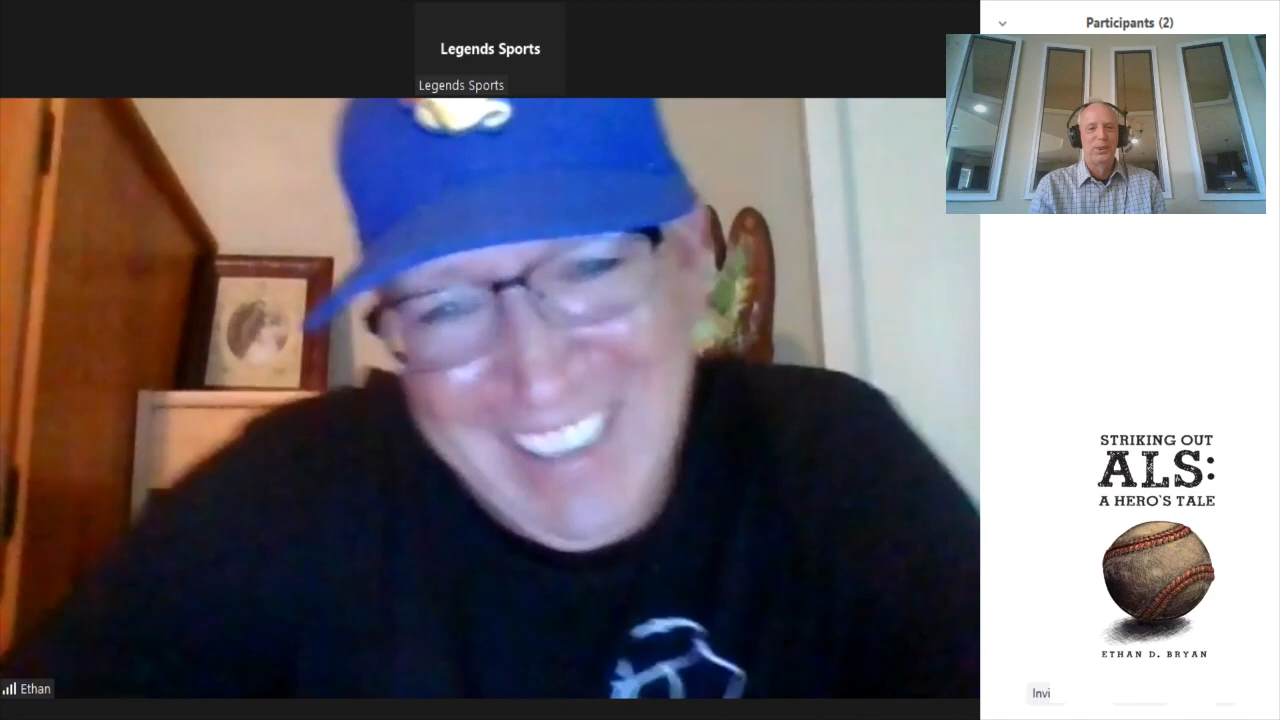 Legends Sports
Legends Sports
Participants (2)
STRIKING OUT
ALS:
A HERO'S TALE
ETHAN D. BRYAN
Ethan
Invi